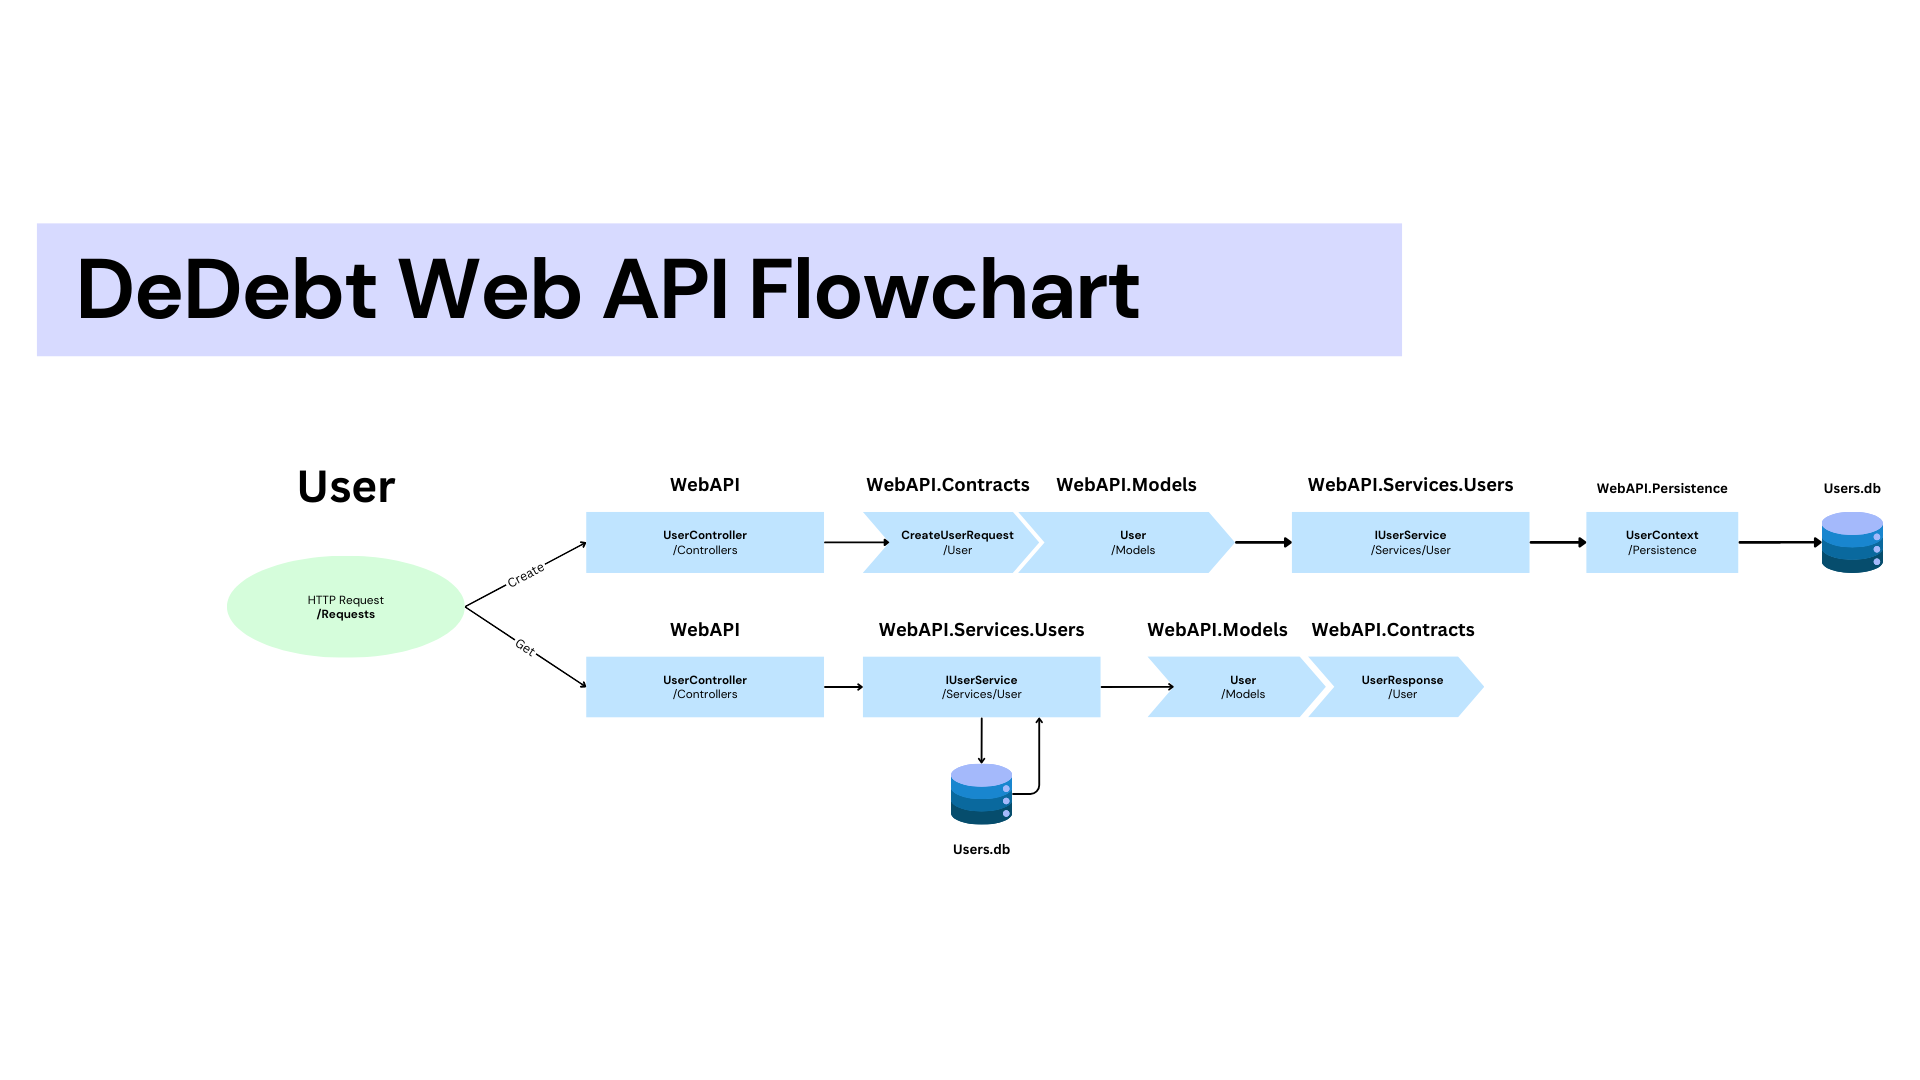 DeDebt Web API Flowchart
User
HTTP Request
/Requests
Create
Get
WebAPI
UserController
/Controllers
WebAPI.Contracts
CreateUserRequest
/User
WebAPI.Models
User
/Models
WebAPI.Services.Users
IUserService
/Services/User
WebAPI.Persistence
UserContext
/Persistence
Users.db
WebAPI
UserController
/Controllers
WebAPI.Services.Users
IUserService
/Services/User
Users.db
WebAPI.Models
User
/Models
WebAPI.Contracts
UserResponse
/User